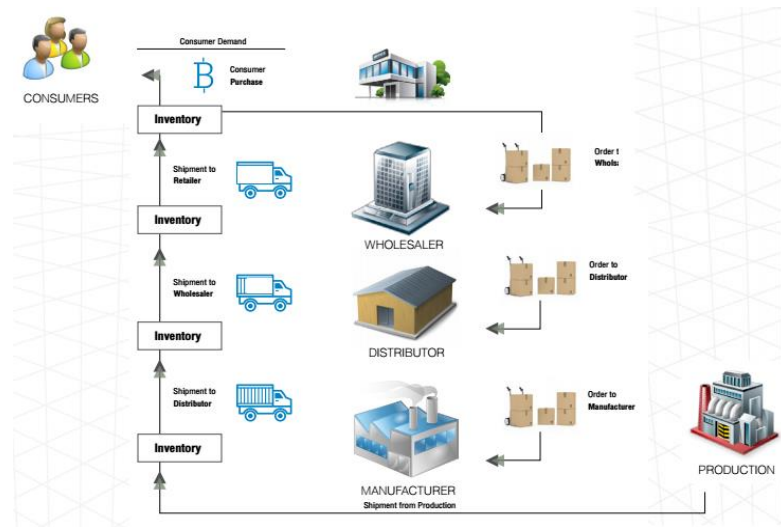 Consumer Demand
Consumer
Purchase
CONSUMERS
Inventory
Shipment to
Retailer
Order t
Inventory
WHOLESALER
Shipment to
Wholesaler
Order to
Distributor
Inventory
DISTRIBUTOR
Shipment to
Distributor
Order to
Manufacturer
Inventory
PRODUCTION
MANUFACTURER
Shipment from Production